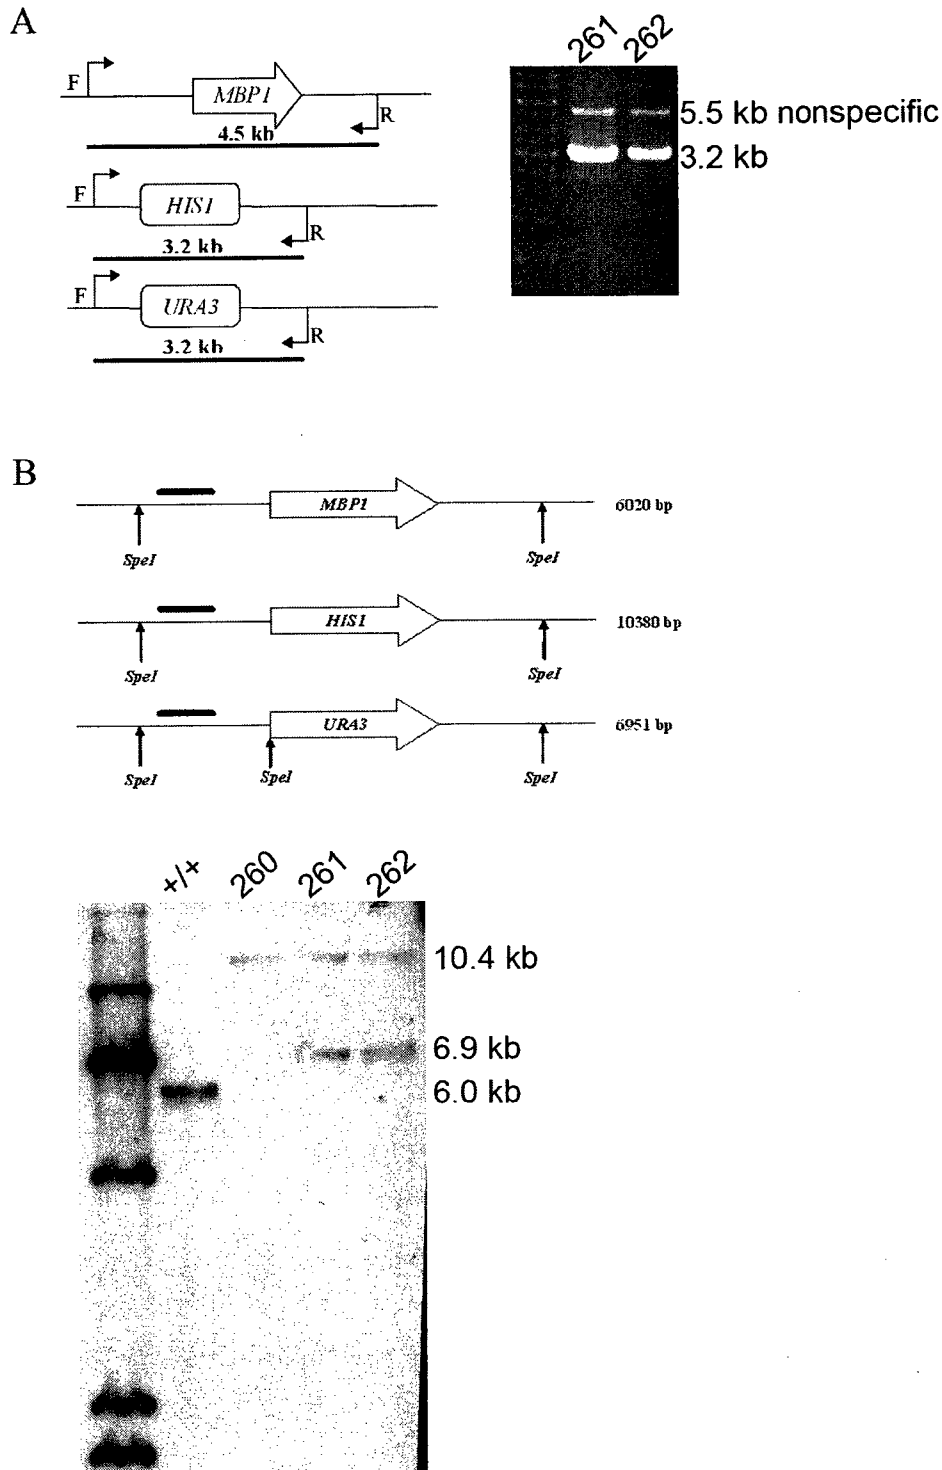 A
F
MBP1
R
4.5 kb
F
HIS1
R
3.2 kb
F
URA3
R
3.2 kb
261 262
5.5 kb nonspecific
3.2 kb
B
MBP1
6020 bp
SpeI SpeI
HIS1
10380 bp
SpeI SpeI
URA3
6951 bp
SpeI SpeI SpeI
+/+ 260 261 262
10.4 kb
6.9 kb
6.0 kb